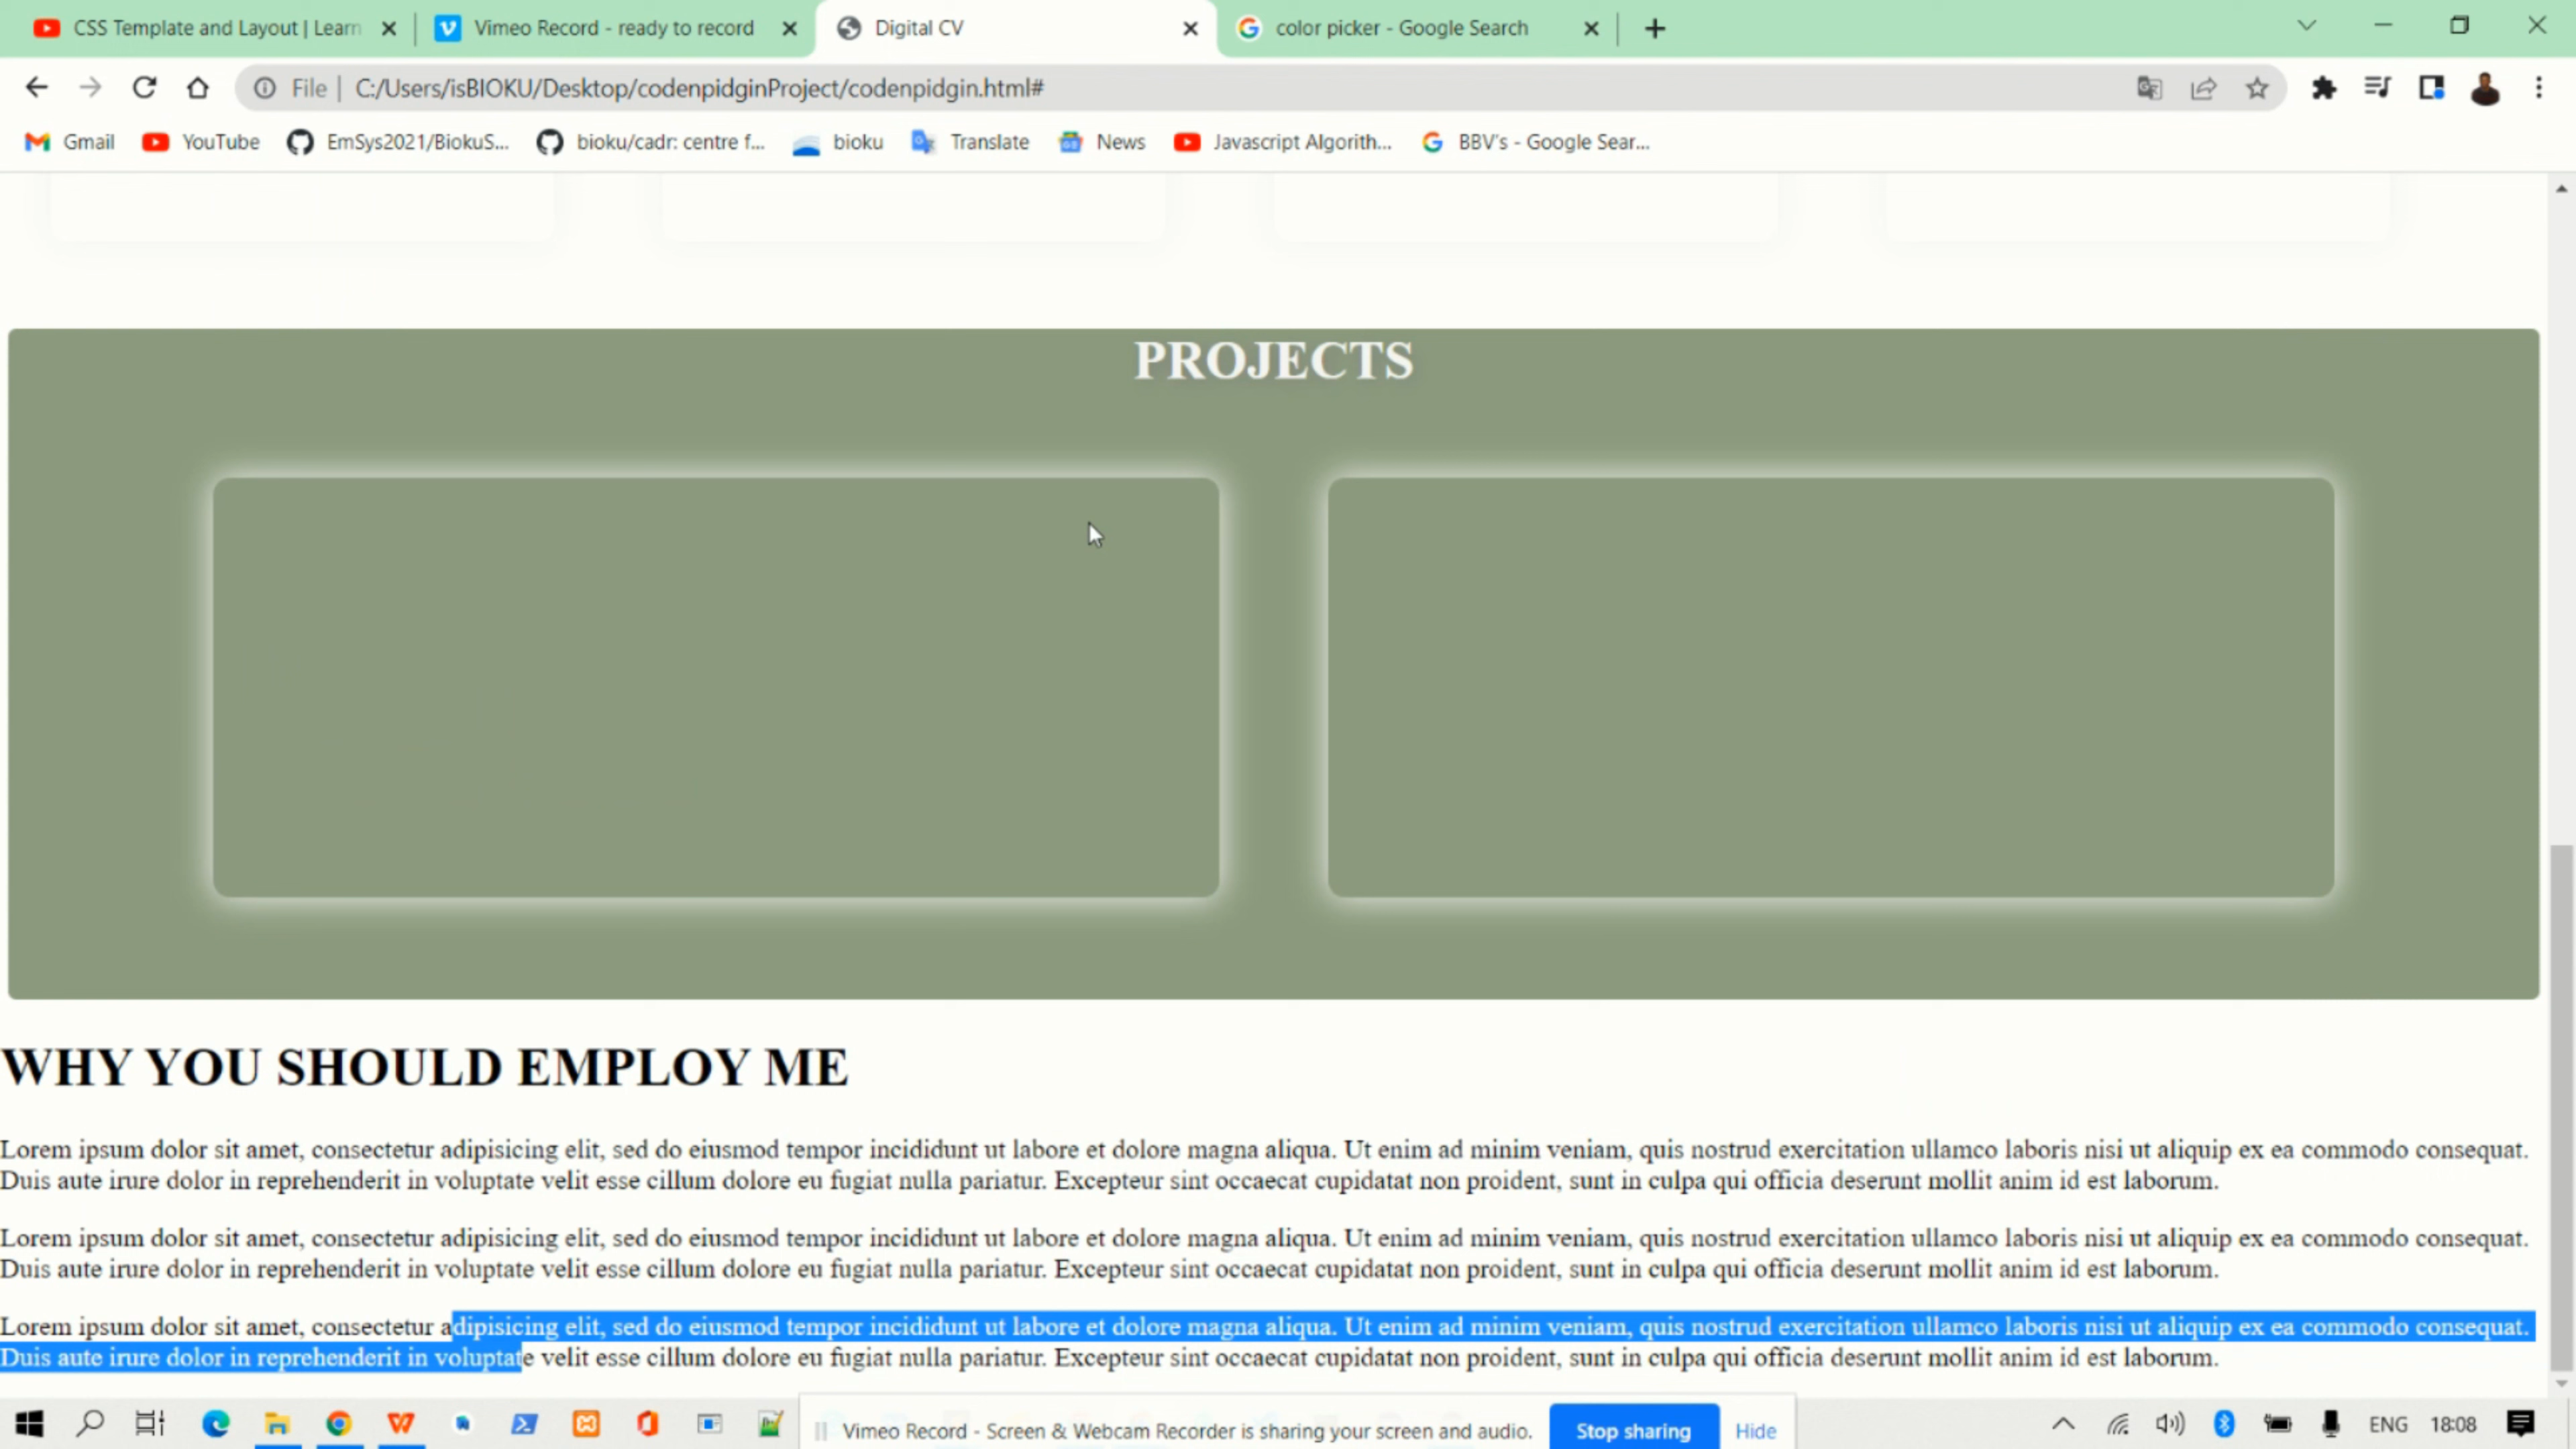 CSS Template and Layout | Learn
Vimeo Record - ready to record
Digital CV
color picker - Google Search
File | C:/Users/isBIOKU/Desktop/codenpidginProject/codenpidgin.html#
Gmail
YouTube
EmSys2021/BiokuS...
bioku/cadr: centre f...
bioku
Translate
News
Javascript Algorith...
BBV's - Google Sear...
PROJECTS
WHY YOU SHOULD EMPLOY ME
Lorem ipsum dolor sit amet, consectetur adipisicing elit, sed do eiusmod tempor incididunt ut labore et dolore magna aliqua. Ut enim ad minim veniam, quis nostrud exercitation ullamco laboris nisi ut aliquip ex ea commodo consequat.
Duis aute irure dolor in reprehenderit in voluptate velit esse cillum dolore eu fugiat nulla pariatur. Excepteur sint occaecat cupidatat non proident, sunt in culpa qui officia deserunt mollit anim id est laborum.
Lorem ipsum dolor sit amet, consectetur adipisicing elit, sed do eiusmod tempor incididunt ut labore et dolore magna aliqua. Ut enim ad minim veniam, quis nostrud exercitation ullamco laboris nisi ut aliquip ex ea commodo consequat.
Duis aute irure dolor in reprehenderit in voluptate velit esse cillum dolore eu fugiat nulla pariatur. Excepteur sint occaecat cupidatat non proident, sunt in culpa qui officia deserunt mollit anim id est laborum.
Lorem ipsum dolor sit amet, consectetur adipisicing elit, sed do eiusmod tempor incididunt ut labore et dolore magna aliqua. Ut enim ad minim veniam, quis nostrud exercitation ullamco laboris nisi ut aliquip ex ea commodo consequat.
Duis aute irure dolor in reprehenderit in voluptate velit esse cillum dolore eu fugiat nulla pariatur. Excepteur sint occaecat cupidatat non proident, sunt in culpa qui officia deserunt mollit anim id est laborum.
Vimeo Record - Screen & Webcam Recorder is sharing your screen and audio.
Stop sharing
Hide
ENG
18:08